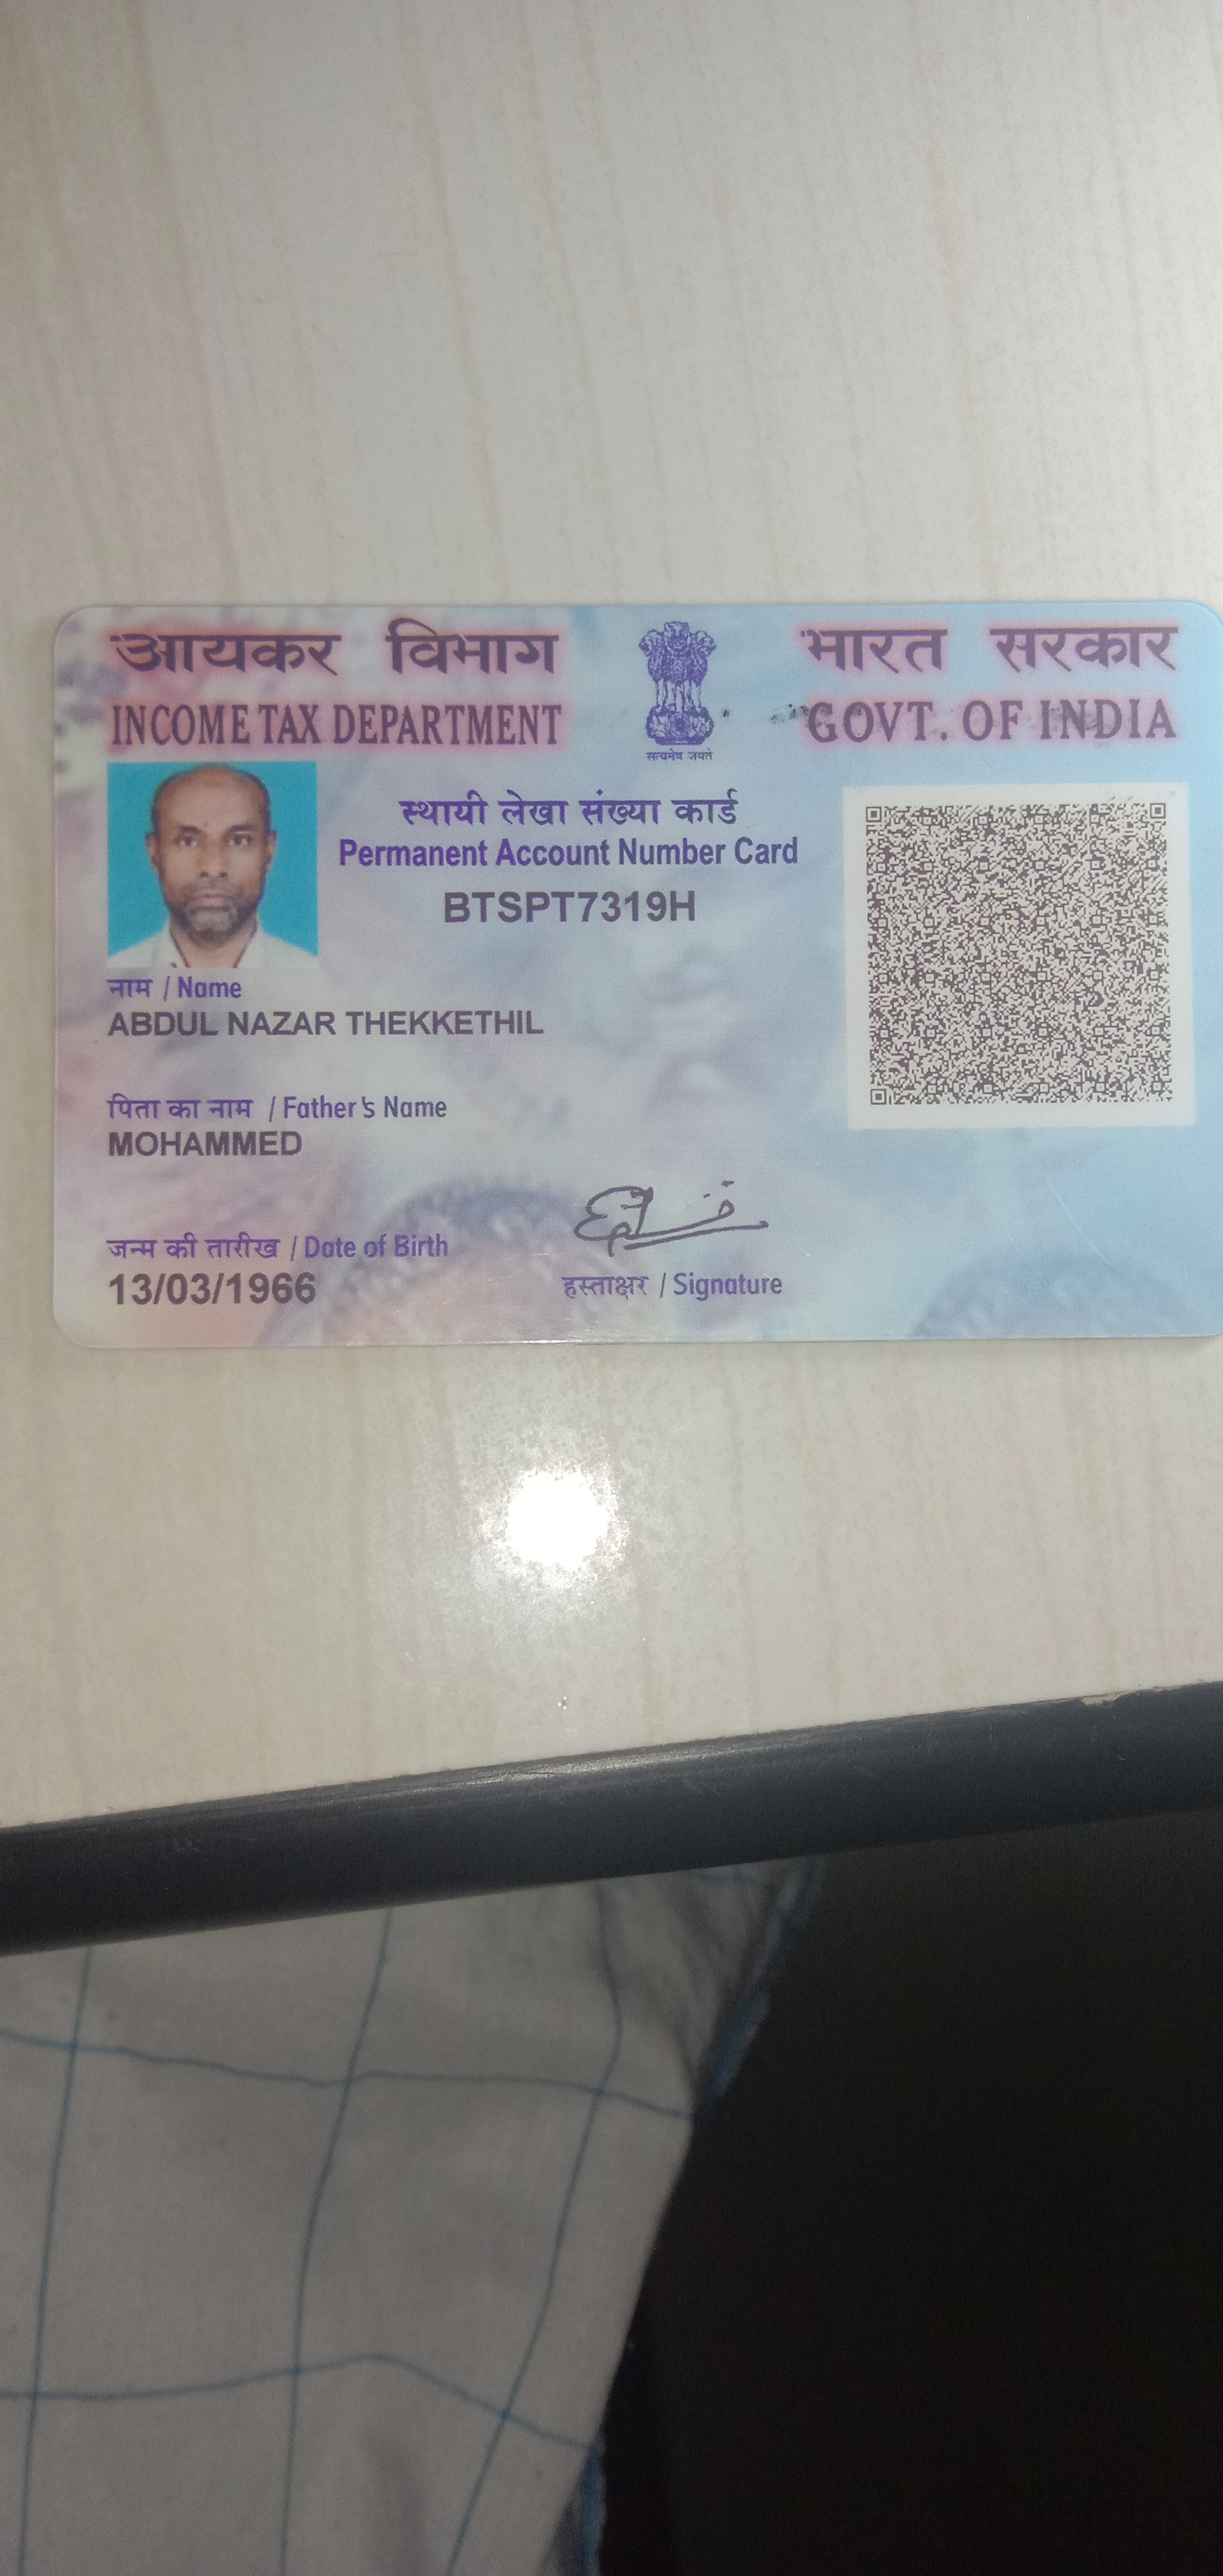 आयकर विभाग
INCOME TAX DEPARTMENT
सत्यमेव जयते
भारत सरकार
GOVT. OF INDIA
स्थायी लेखा संख्या कार्ड
Permanent Account Number Card
BTSPT7319H
नाम / Name
ABDUL NAZAR THEKKETHIL
पिता का नाम / Father's Name
MOHAMMED
जन्म की तारीख / Date of Birth
13/03/1966
हस्ताक्षर / Signature